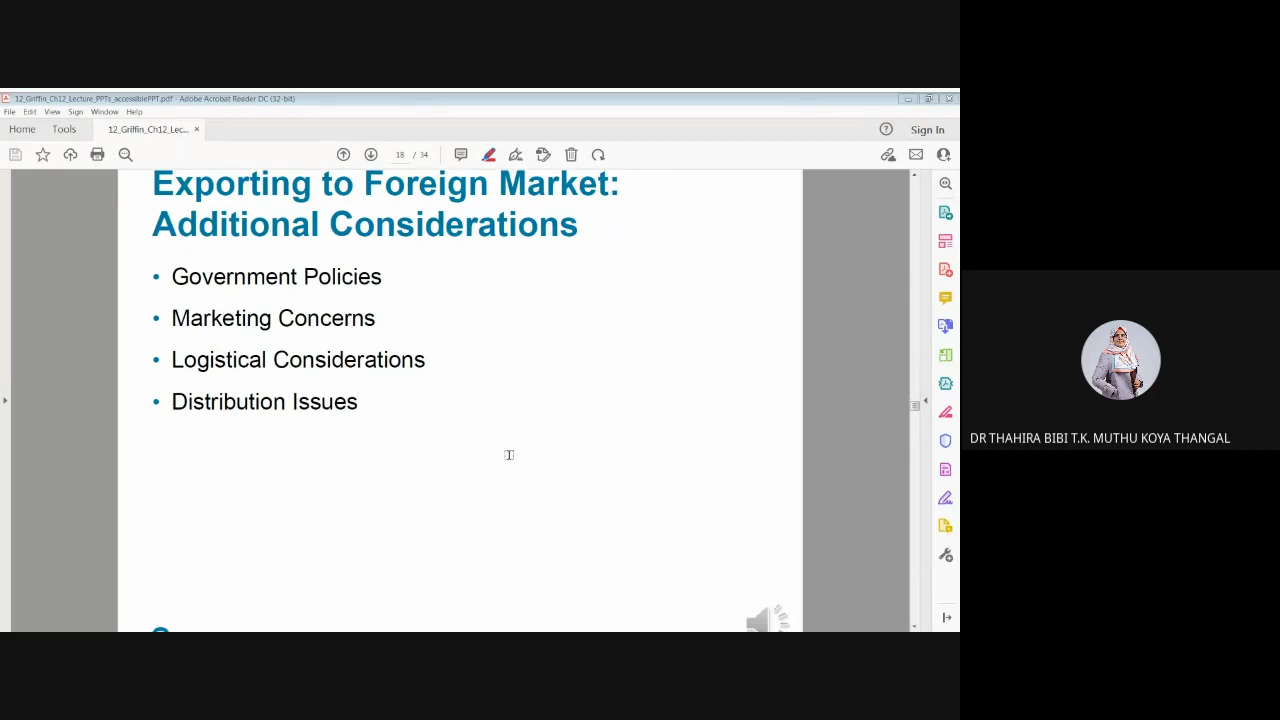 12_Griffin_Ch12_Lecture_PPTs_accessiblePPT.pdf - Adobe Acrobat Reader DC (32-bit)
File Edit View Sign Window Help
Home Tools 12_Griffin_Ch12_Lec... × Sign In
18 / 34
Exporting to Foreign Market:
Additional Considerations
• Government Policies
• Marketing Concerns
• Logistical Considerations
• Distribution Issues
DR THAHIRA BIBI T.K. MUTHU KOYA THANGAL